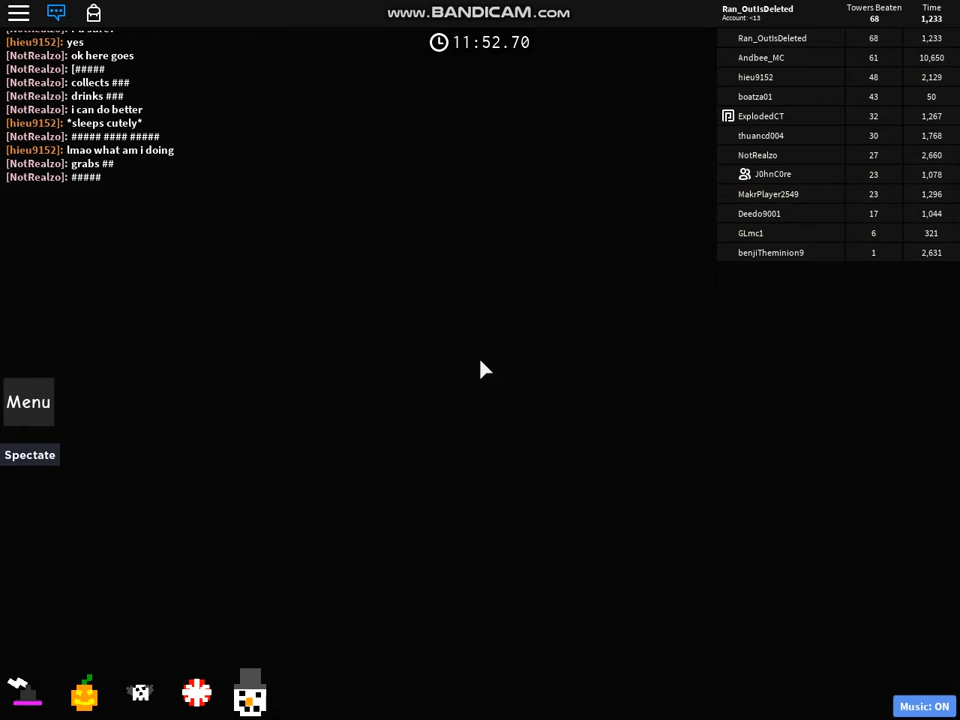 www.BANDICAM.com
11:52.70
[hieu9152]: yes
[NotRealzo]: ok here goes
[NotRealzo]: [#####
[NotRealzo]: collects ###
[NotRealzo]: drinks ###
[NotRealzo]: i can do better
[hieu9152]: *sleeps cutely*
[NotRealzo]: ##### #### #####
[hieu9152]: lmao what am i doing
[NotRealzo]: grabs ##
[NotRealzo]: #####
Ran_OutIsDeleted Towers Beaten Time
Account: <13 68 1,233
Ran_OutIsDeleted 68 1,233
Andbee_MC 61 10,650
hieu9152 48 2,129
boatza01 43 50
ExplodedCT 32 1,267
thuancd004 30 1,768
NotRealzo 27 2,660
J0hnC0re 23 1,078
MakrPlayer2549 23 1,296
Deedo9001 17 1,044
GLmc1 6 321
benjiTheminion9 1 2,631
Menu
Spectate
Music: ON